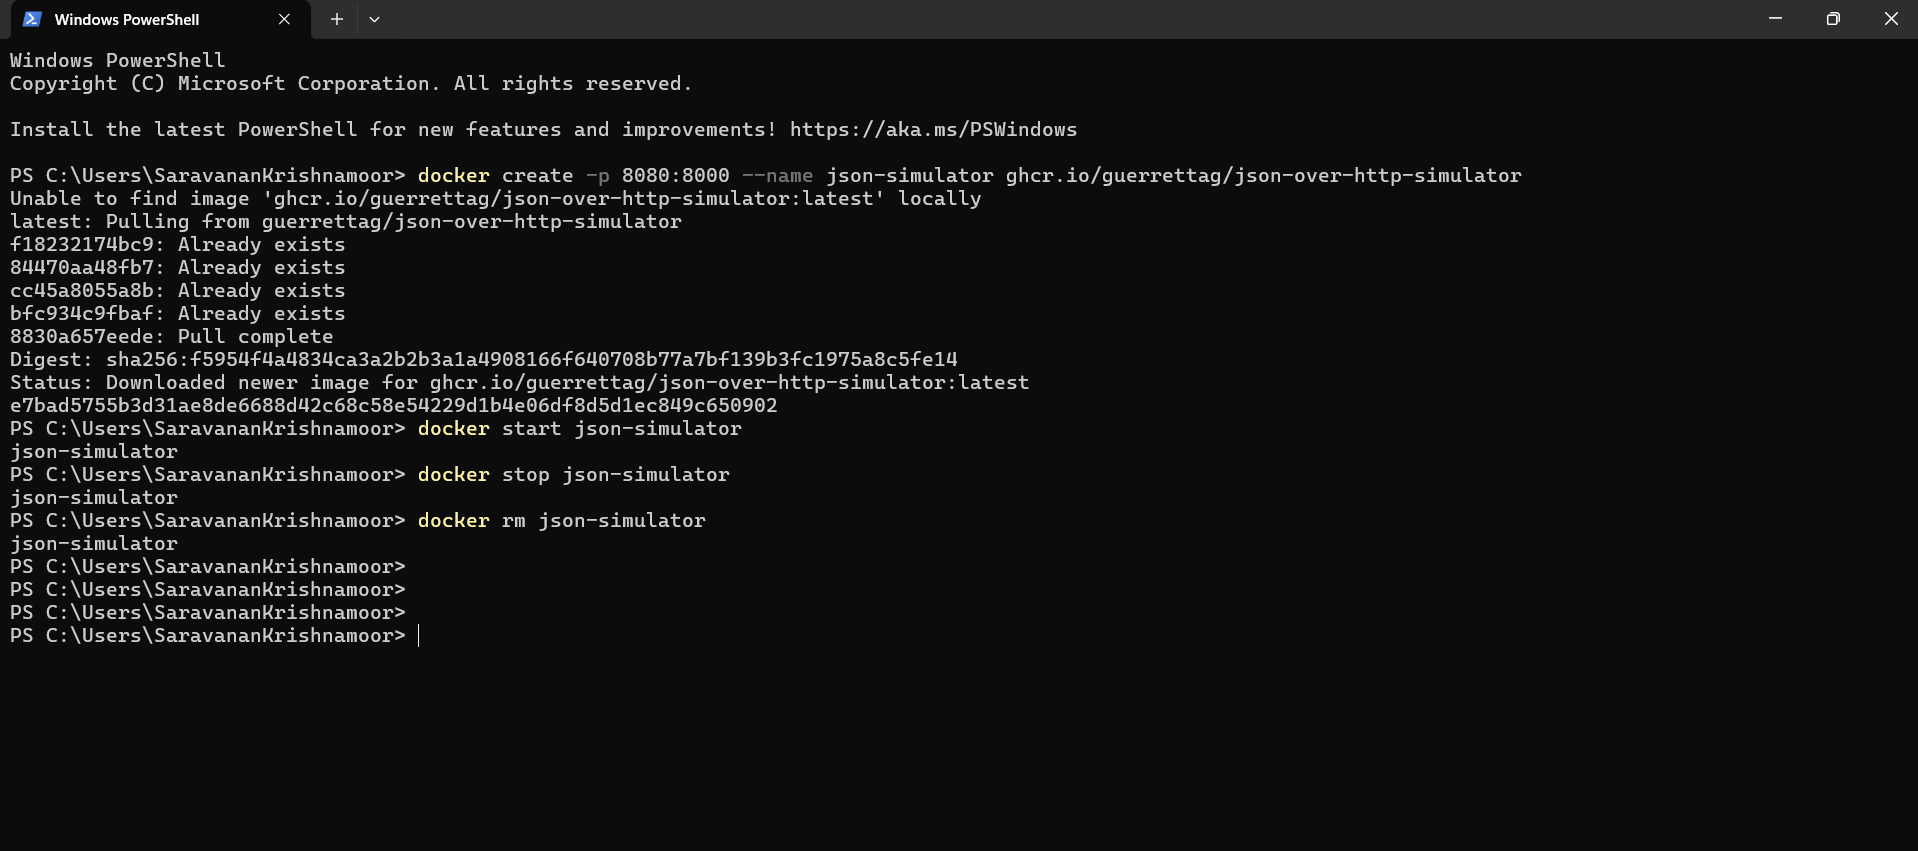 Windows PowerShell
Windows PowerShell
Copyright (C) Microsoft Corporation. All rights reserved.
Install the latest PowerShell for new features and improvements! https://aka.ms/PSWindows
PS C:\Users\SaravananKrishnamoor> docker create -p 8080:8000 --name json-simulator ghcr.io/guerrettag/json-over-http-simulator
Unable to find image 'ghcr.io/guerrettag/json-over-http-simulator:latest' locally
latest: Pulling from guerrettag/json-over-http-simulator
f18232174bc9: Already exists
84470aa48fb7: Already exists
cc45a8055a8b: Already exists
bfc934c9fbaf: Already exists
8830a657eede: Pull complete
Digest: sha256:f5954f4a4834ca3a2b2b3a1a4908166f640708b77a7bf139b3fc1975a8c5fe14
Status: Downloaded newer image for ghcr.io/guerrettag/json-over-http-simulator:latest
e7bad5755b3d31ae8de6688d42c68c58e54229d1b4e06df8d5d1ec849c650902
PS C:\Users\SaravananKrishnamoor> docker start json-simulator
json-simulator
PS C:\Users\SaravananKrishnamoor> docker stop json-simulator
json-simulator
PS C:\Users\SaravananKrishnamoor> docker rm json-simulator
json-simulator
PS C:\Users\SaravananKrishnamoor>
PS C:\Users\SaravananKrishnamoor>
PS C:\Users\SaravananKrishnamoor>
PS C:\Users\SaravananKrishnamoor>